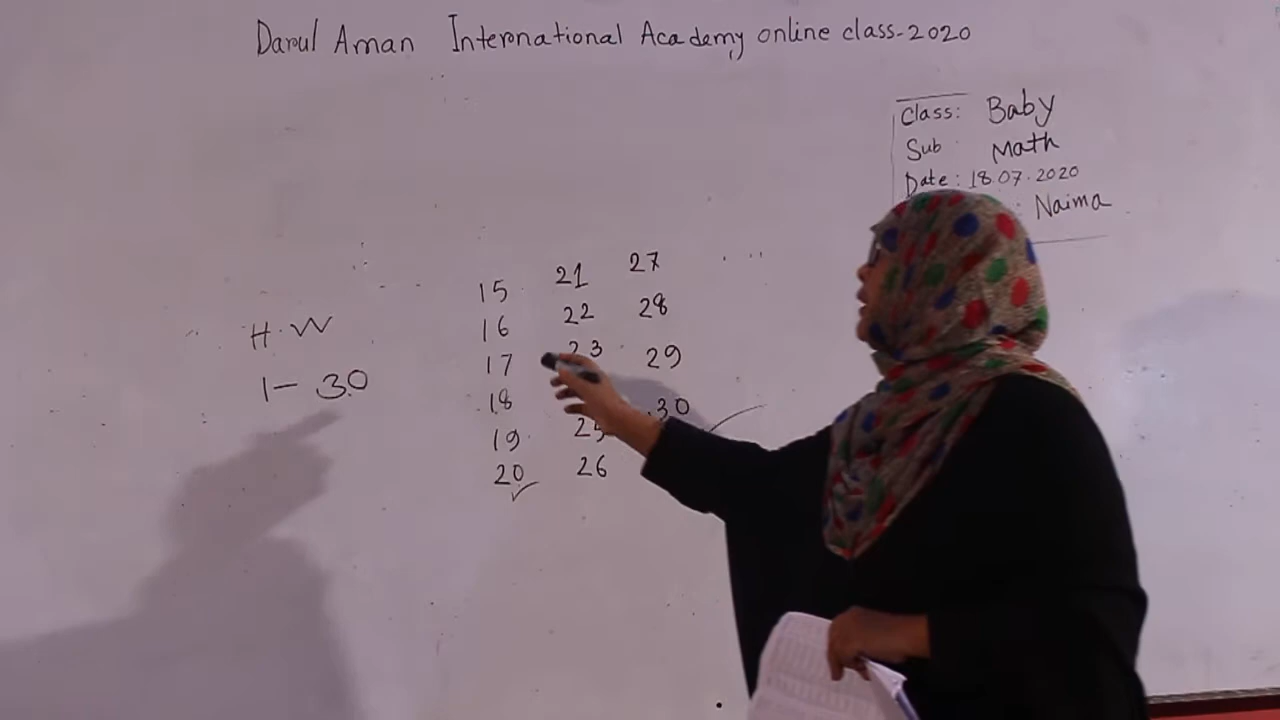 Darul Aman International Academy online class-2020
Class: Baby
Sub Math
Date: 18.07.2020
: Naima
H.W
1- 30
15
16
17
18
19
20
21
22
23
25
26
27
28
29
30